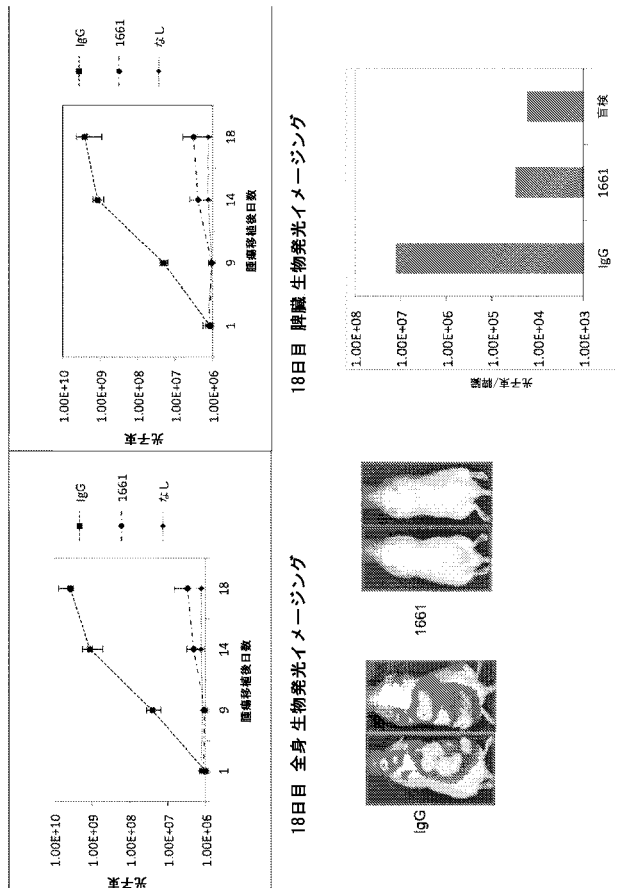 光子束
1.00E+10
1.00E+09
1.00E+08
1.00E+07
1.00E+06
1 9 14 18
腫瘍移植後日数
IgG
1661
なし
光子束
1.00E+10
1.00E+09
1.00E+08
1.00E+07
1.00E+06
1 9 14 18
腫瘍移植後日数
IgG
1661
なし
18日目 全身 生物発光イメージング
IgG
1661
18日目 脾臓 生物発光イメージング
光子束/脾臓
1.00E+08
1.00E+07
1.00E+06
1.00E+05
1.00E+04
1.00E+03
IgG 1661 盲検